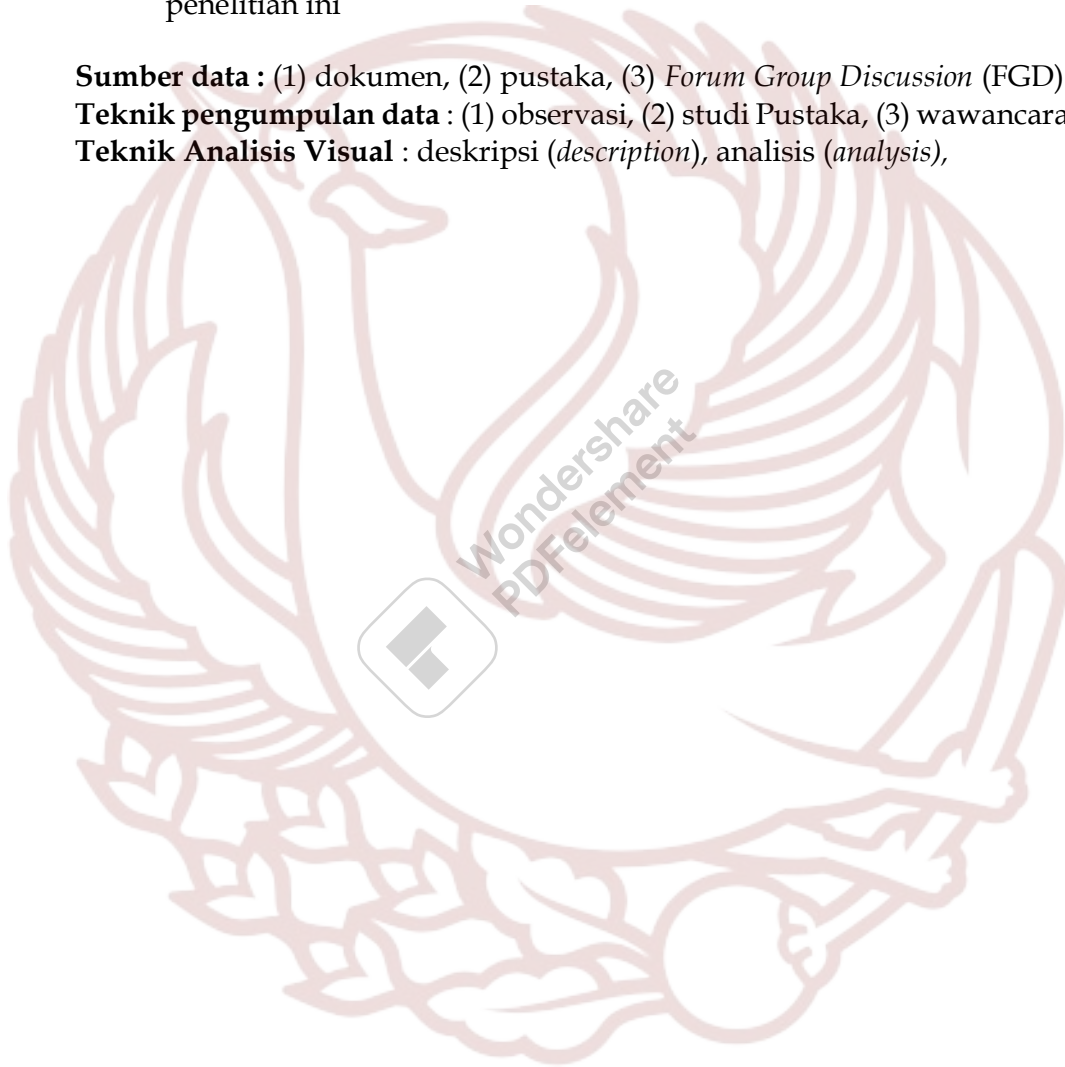 penelitian ini
Sumber data : (1) dokumen, (2) pustaka, (3) Forum Group Discussion (FGD)
Teknik pengumpulan data : (1) observasi, (2) studi Pustaka, (3) wawancara
Teknik Analisis Visual : deskripsi (description), analisis (analysis),
Wondershare
PDFelement